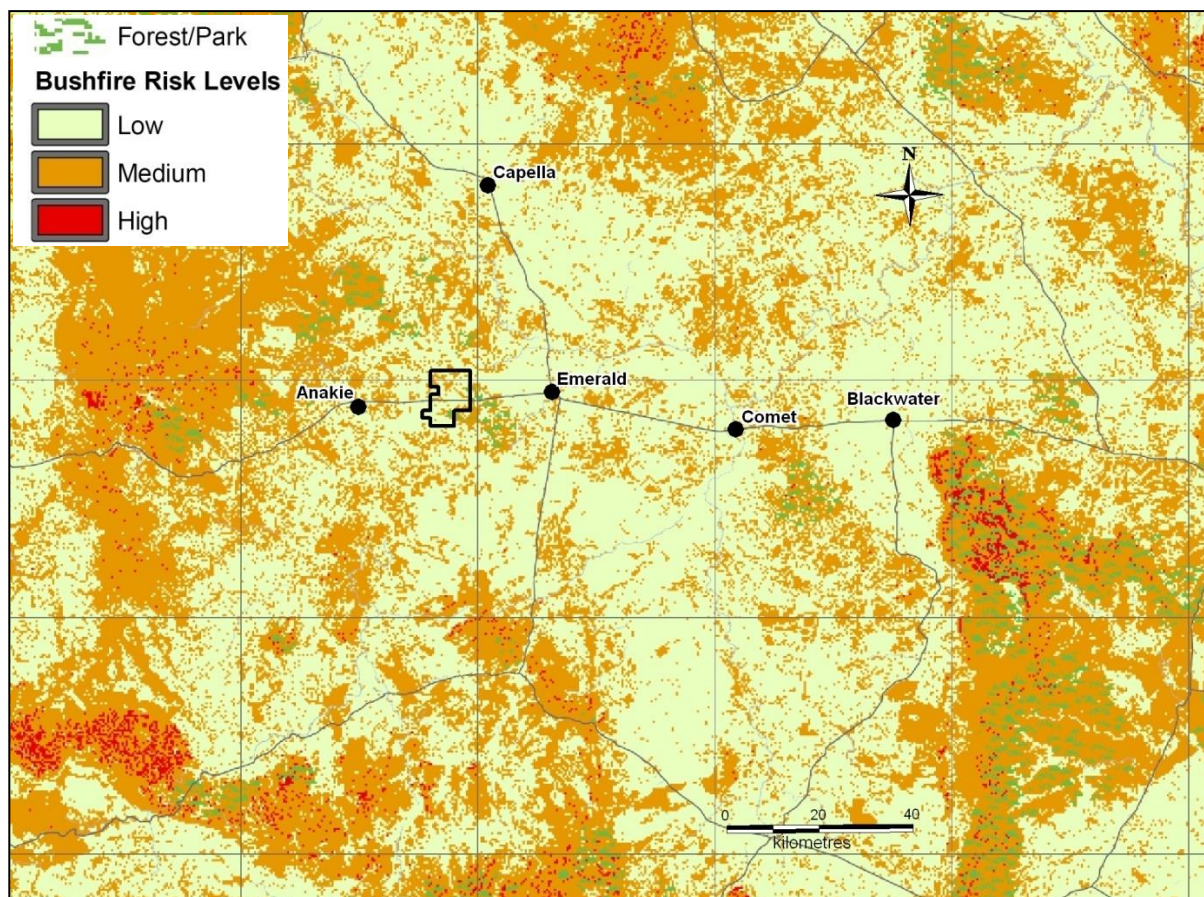 Forest/Park
Bushfire Risk Levels
Low
Medium
High
N
Capella
Anakie
Emerald
Comet
Blackwater
0 20 40
kilometres